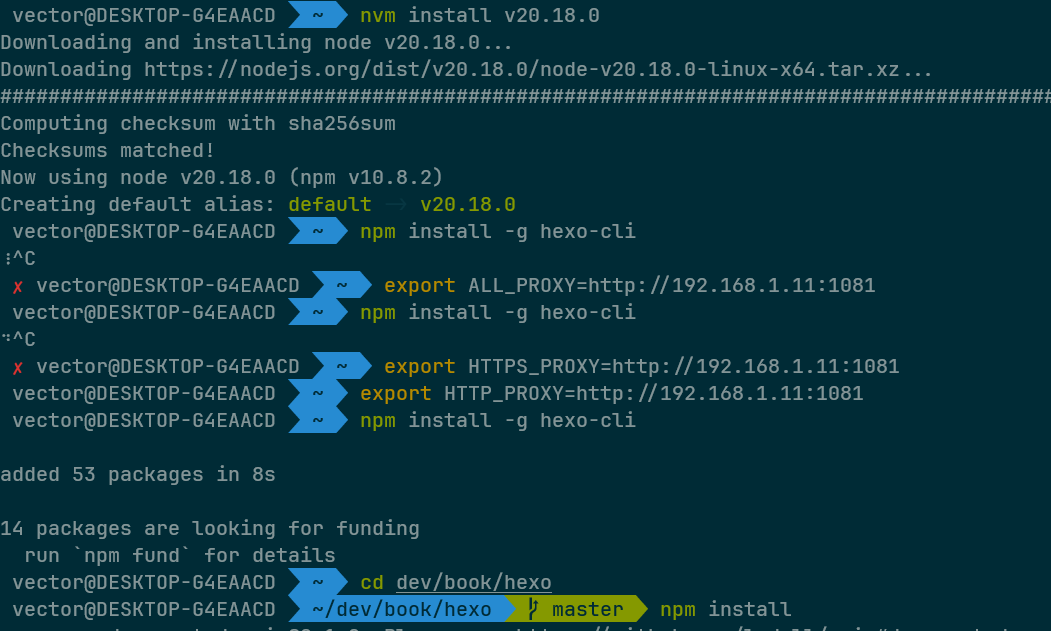 vector@DESKTOP-G4EAACD ~ nvm install v20.18.0
Downloading and installing node v20.18.0...
Downloading https://nodejs.org/dist/v20.18.0/node-v20.18.0-linux-x64.tar.xz...
########################################################################################
Computing checksum with sha256sum
Checksums matched!
Now using node v20.18.0 (npm v10.8.2)
Creating default alias: default -> v20.18.0
vector@DESKTOP-G4EAACD ~ npm install -g hexo-cli
^C
✗ vector@DESKTOP-G4EAACD ~ export ALL_PROXY=http://192.168.1.11:1081
vector@DESKTOP-G4EAACD ~ npm install -g hexo-cli
^C
✗ vector@DESKTOP-G4EAACD ~ export HTTPS_PROXY=http://192.168.1.11:1081
vector@DESKTOP-G4EAACD ~ export HTTP_PROXY=http://192.168.1.11:1081
vector@DESKTOP-G4EAACD ~ npm install -g hexo-cli
added 53 packages in 8s
14 packages are looking for funding
run `npm fund` for details
vector@DESKTOP-G4EAACD ~ cd dev/book/hexo
vector@DESKTOP-G4EAACD ~/dev/book/hexo master npm install